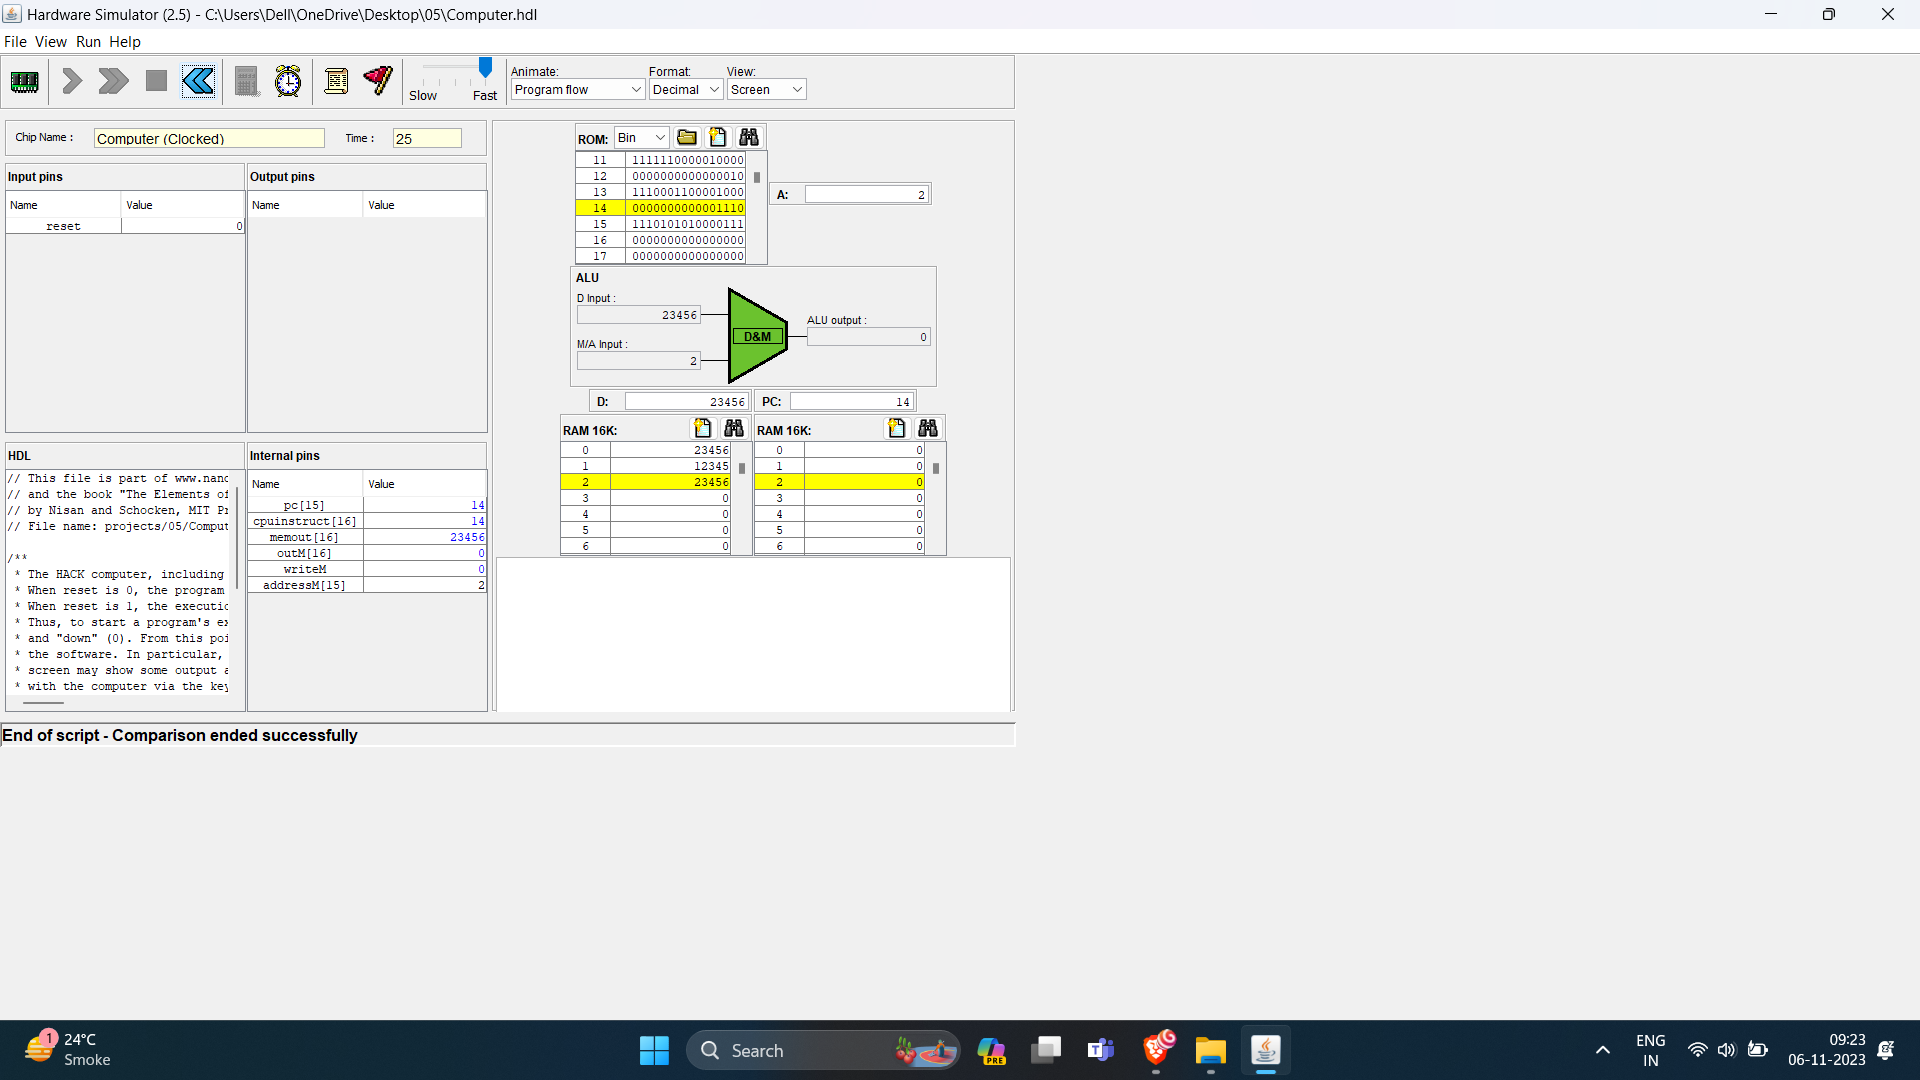 Hardware Simulator (2.5) - C:\Users\Dell\OneDrive\Desktop\05\Computer.hdl
File View Run Help
Slow Fast
Animate: Format: View:
Program flow Decimal Screen
Chip Name : Computer (Clocked) Time : 25
Input pins
Name Value
reset 0
Output pins
Name Value
HDL
// This file is part of www.nand
// and the book "The Elements of
// by Nisan and Schocken, MIT Pr
// File name: projects/05/Comput
/**
* The HACK computer, including
* When reset is 0, the program
* When reset is 1, the executio
* Thus, to start a program's ex
* and "down" (0). From this poi
* the software. In particular,
* screen may show some output a
* with the computer via the key
Internal pins
Name Value
pc[15] 14
cpuinstruct[16] 14
memout[16] 23456
outM[16] 0
writeM 0
addressM[15] 2
ROM: Bin
11 1111110000010000
12 0000000000000010
13 1110001100001000
14 0000000000001110
15 1110101010000111
16 0000000000000000
17 0000000000000000
A: 2
ALU
D Input :
23456
M/A Input :
2
D&M
ALU output :
0
D: 23456 PC: 14
RAM 16K:
0 23456
1 12345
2 23456
3 0
4 0
5 0
6 0
RAM 16K:
0 0
1 0
2 0
3 0
4 0
5 0
6 0
End of script - Comparison ended successfully
1
24°C
Smoke
Search
PRE
ENG
IN
09:23
06-11-2023